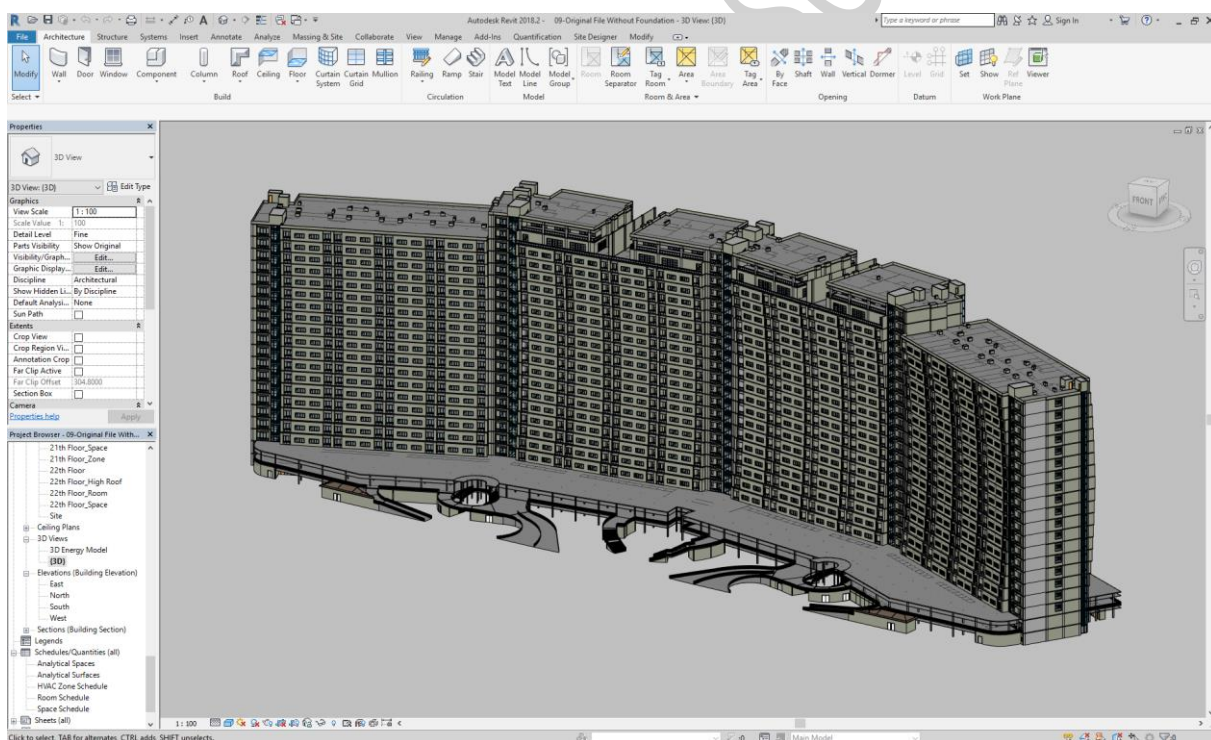 Autodesk Revit 2018.2 - 09-Original File Without Foundation - 3D View: {3D}
Type a keyword or phrase
Sign In
File Architecture Structure Systems Insert Annotate Analyze Massing & Site Collaborate View Manage Add-Ins Quantification Site Designer Modify
Modify Wall Door Window Component Column Roof Ceiling Floor Curtain System Curtain Grid Mullion Railing Ramp Stair Model Text Model Line Model Group Room Room Separator Tag Room Area Area Boundary Tag Area By Face Shaft Wall Vertical Dormer Level Grid Set Show Ref Plane Viewer
Select Build Circulation Model Room & Area Opening Datum Work Plane
Properties
3D View
3D View: {3D} Edit Type
Graphics
View Scale 1 : 100
Scale Value 1: 100
Detail Level Fine
Parts Visibility Show Original
Visibility/Graph... Edit...
Graphic Display... Edit...
Discipline Architectural
Show Hidden Li... By Discipline
Default Analysi... None
Sun Path
Extents
Crop View
Crop Region Vi...
Annotation Crop
Far Clip Active
Far Clip Offset 304.8000
Section Box
Camera
Properties help Apply
Project Browser - 09-Original File With...
21th Floor_Space
21th Floor_Zone
22th Floor
22th Floor_High Roof
22th Floor_Room
22th Floor_Space
Site
Ceiling Plans
3D Views
3D Energy Model
{3D}
Elevations (Building Elevation)
East
North
South
West
Sections (Building Section)
Legends
Schedules/Quantities (all)
Analytical Spaces
Analytical Surfaces
HVAC Zone Schedule
Room Schedule
Space Schedule
Sheets (all)
FRONT
1 : 100
Click to select, TAB for alternates, CTRL adds, SHIFT unselects.
:0
Main Model